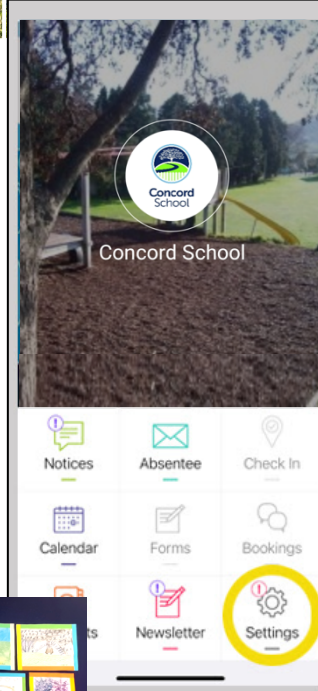 Concord
School
Concord School
Notices Absentee Check In
Calendar Forms Bookings
Newsletter Settings